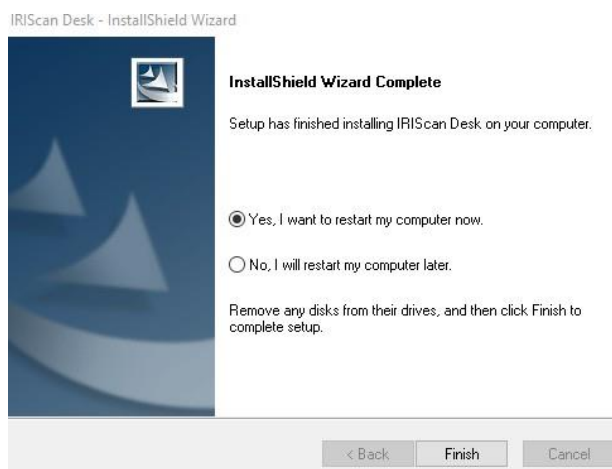 IRIScan Desk - InstallShield Wizard
InstallShield Wizard Complete
Setup has finished installing IRIScan Desk on your computer.
Yes, I want to restart my computer now.
No, I will restart my computer later.
Remove any disks from their drives, and then click Finish to
complete setup.
< Back Finish Cancel